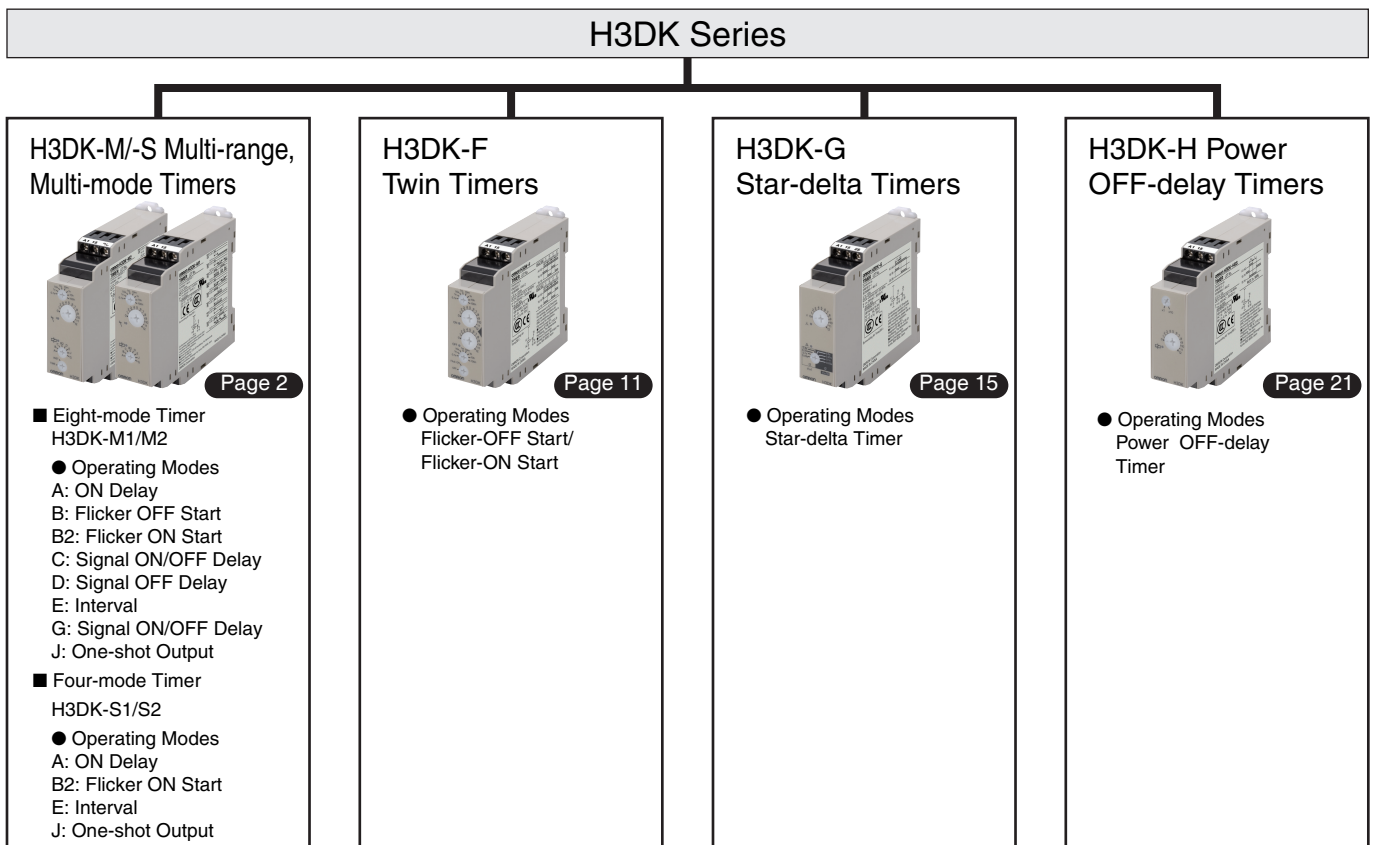 H3DK Series
H3DK-M/-S Multi-range,
Multi-mode Timers
Page 2
■ Eight-mode Timer
H3DK-M1/M2
● Operating Modes
A: ON Delay
B: Flicker OFF Start
B2: Flicker ON Start
C: Signal ON/OFF Delay
D: Signal OFF Delay
E: Interval
G: Signal ON/OFF Delay
J: One-shot Output
■ Four-mode Timer
H3DK-S1/S2
● Operating Modes
A: ON Delay
B2: Flicker ON Start
E: Interval
J: One-shot Output
H3DK-F
Twin Timers
Page 11
● Operating Modes
Flicker-OFF Start/
Flicker-ON Start
H3DK-G
Star-delta Timers
Page 15
● Operating Modes
Star-delta Timer
H3DK-H Power
OFF-delay Timers
Page 21
● Operating Modes
Power OFF-delay
Timer